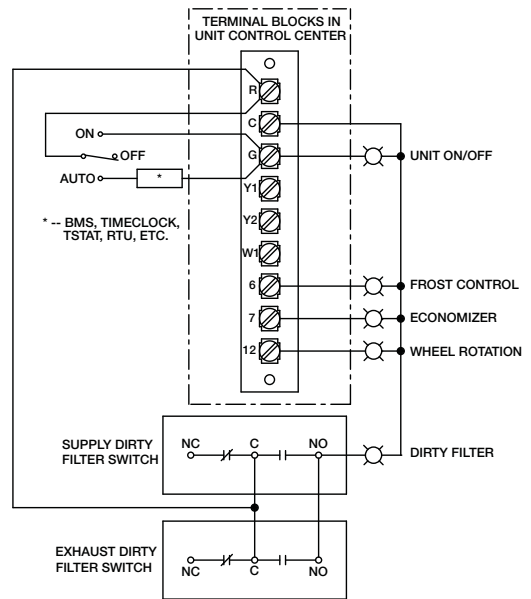 TERMINAL BLOCKS IN
UNIT CONTROL CENTER
R
C
ON
OFF
G
UNIT ON/OFF
AUTO
*
Y1
* -- BMS, TIMECLOCK,
TSTAT, RTU, ETC.
Y2
W1
6
FROST CONTROL
7
ECONOMIZER
12
WHEEL ROTATION
SUPPLY DIRTY
FILTER SWITCH
NC
C
NO
DIRTY FILTER
EXHAUST DIRTY
FILTER SWITCH
NC
C
NO